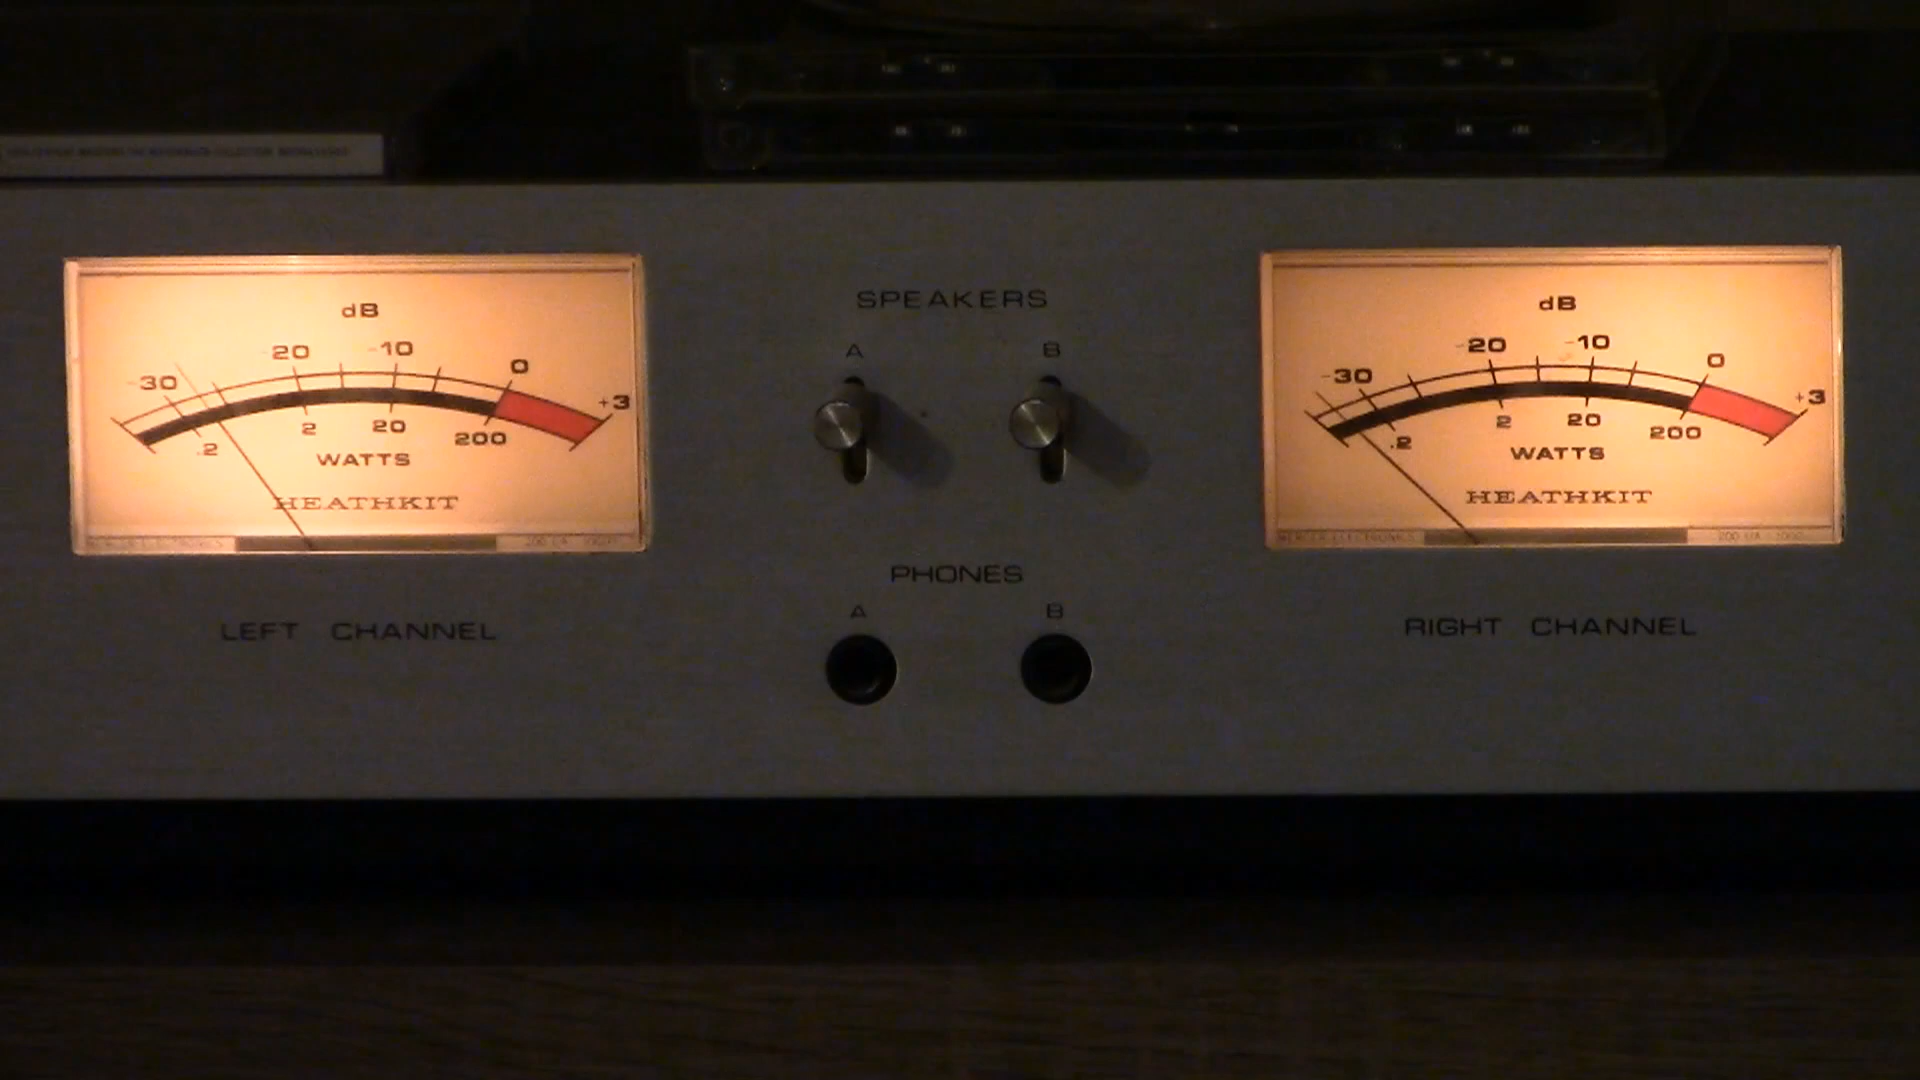 dB
-30 -20 -10 0 +3
.2 2 20 200
WATTS
HEATHKIT
LEFT CHANNEL
SPEAKERS
A B
PHONES
A B
dB
-30 -20 -10 0 +3
.2 2 20 200
WATTS
HEATHKIT
RIGHT CHANNEL